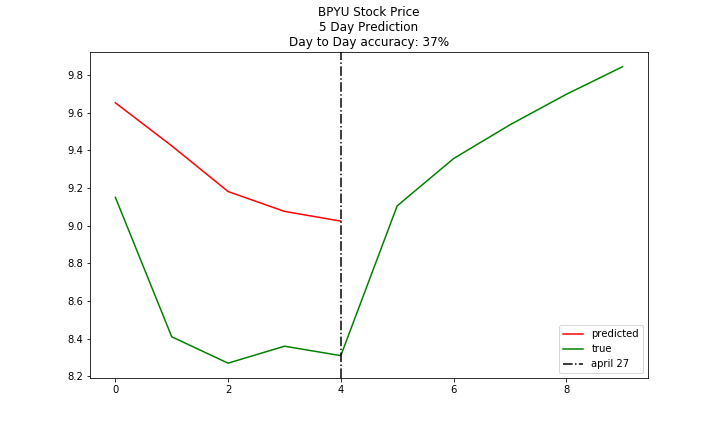 BPYU Stock Price
5 Day Prediction
Day to Day accuracy: 37%
9.8
9.6
9.4
9.2
9.0
8.8
8.6
8.4
8.2
0 2 4 6 8
predicted
true
april 27